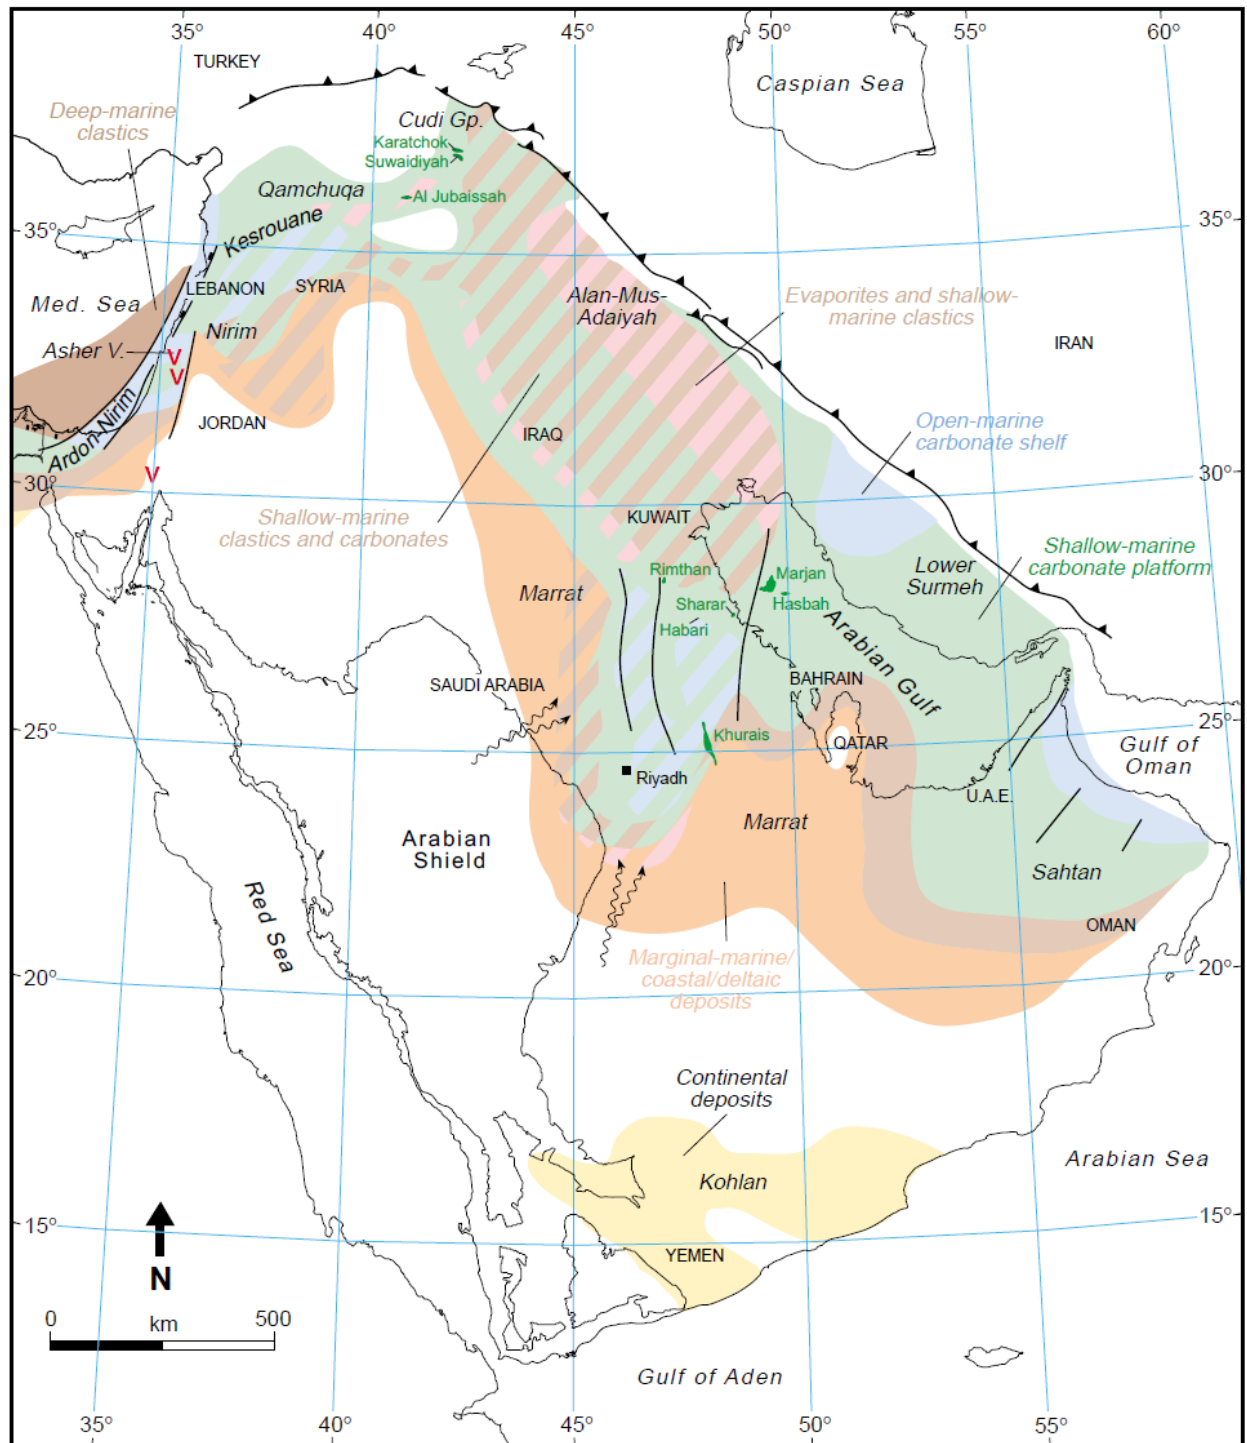 35°
40°
45°
50°
55°
60°
TURKEY
Caspian Sea
Deep-marine
clastics
Cudi Gp.
Karatchok
Suwaidiyah
Qamchuqa
Al Jubaissah
35°
35°
Kesrouane
LEBANON
SYRIA
Med. Sea
Alan-Mus-
Adaiyah
Evaporites and shallow-
marine clastics
Nirim
IRAN
Asher V.
V
V
JORDAN
Ardon-Nirim
IRAQ
Open-marine
carbonate shelf
V
30°
30°
Shallow-marine
clastics and carbonates
KUWAIT
Shallow-marine
carbonate platform
Rimthan
Marjan
Lower
Surmeh
Marrat
Sharar
Hasbah
Habari
Arabian Gulf
SAUDI ARABIA
BAHRAIN
25°
25°
Khurais
QATAR
Gulf of
Oman
Riyadh
U.A.E.
Marrat
Arabian
Shield
Sahtan
Red Sea
OMAN
Marginal-marine/
coastal/deltaic
deposits
20°
20°
Continental
deposits
Arabian Sea
Kohlan
15°
15°
YEMEN
N
0
km
500
Gulf of Aden
35°
40°
45°
50°
55°